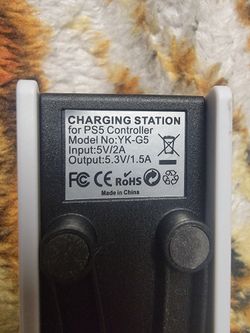 CHARGING STATION
for PS5 Controller
Model No:YK-G5
Input:5V/2A
Output:5.3V/1.5A
FC CE RoHS
Made in China